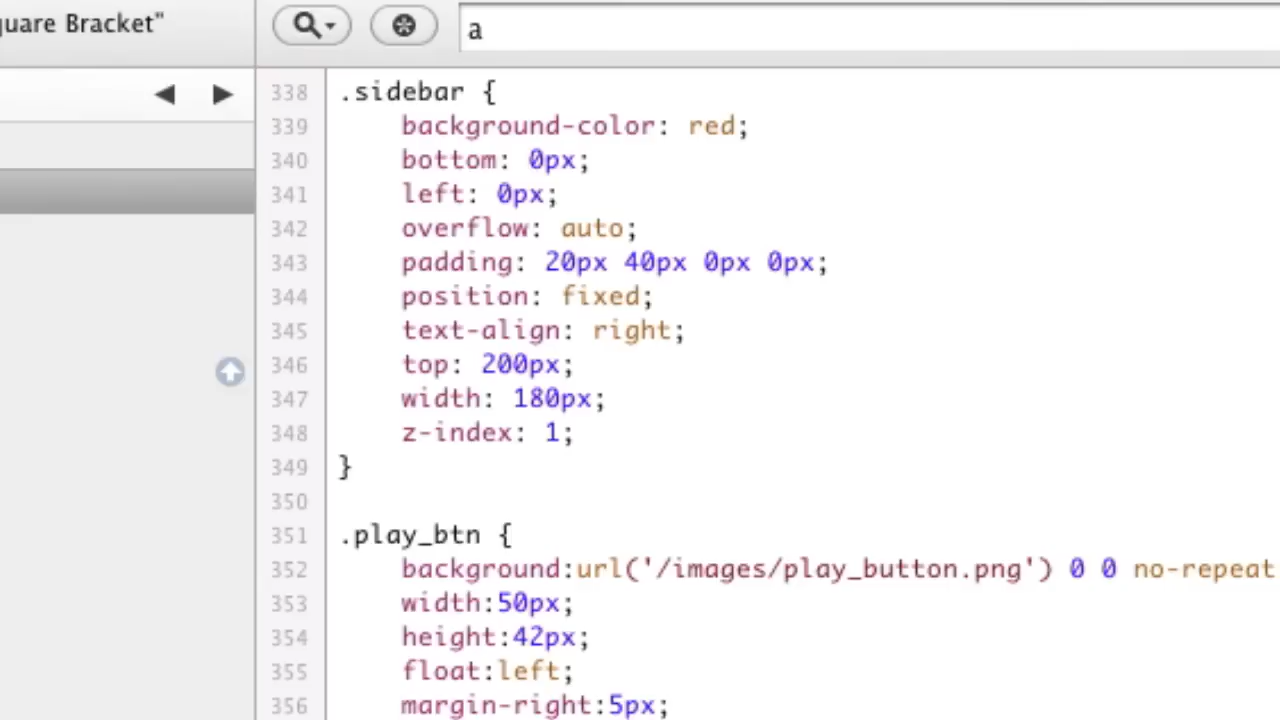 uare Bracket"
a
338 .sidebar {
339 background-color: red;
340 bottom: 0px;
341 left: 0px;
342 overflow: auto;
343 padding: 20px 40px 0px 0px;
344 position: fixed;
345 text-align: right;
346 top: 200px;
347 width: 180px;
348 z-index: 1;
349 }
350
351 .play_btn {
352 background:url('/images/play_button.png') 0 0 no-repeat
353 width:50px;
354 height:42px;
355 float:left;
356 margin-right:5px;